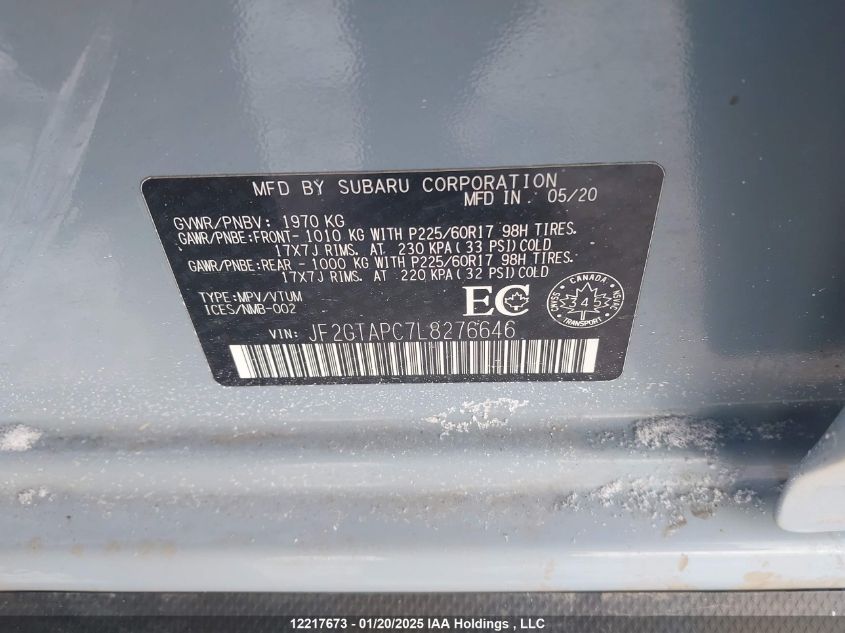 MFD BY SUBARU CORPORATION
MFD IN 05/20
GVWR/PNBV: 1970 KG
GAWR/PNBE:FRONT- 1010 KG WITH P225/60R17 98H TIRES.
17X7J RIMS. AT 230 KPA(33 PSI)COLD
GAWR/PNBE:REAR - 1000 KG WITH P225/60R17 98H TIRES.
17X7J RIMS. AT 220 KPA(32 PSI)COLD
TYPE:MPV/VTUM
ICES/NMB-002
EC
CANADA
CMVSS
345
NSVAC
TRANSPORT
VIN: JF2GTAPC7L8276646
12217673 - 01/20/2025 IAA Holdings , LLC